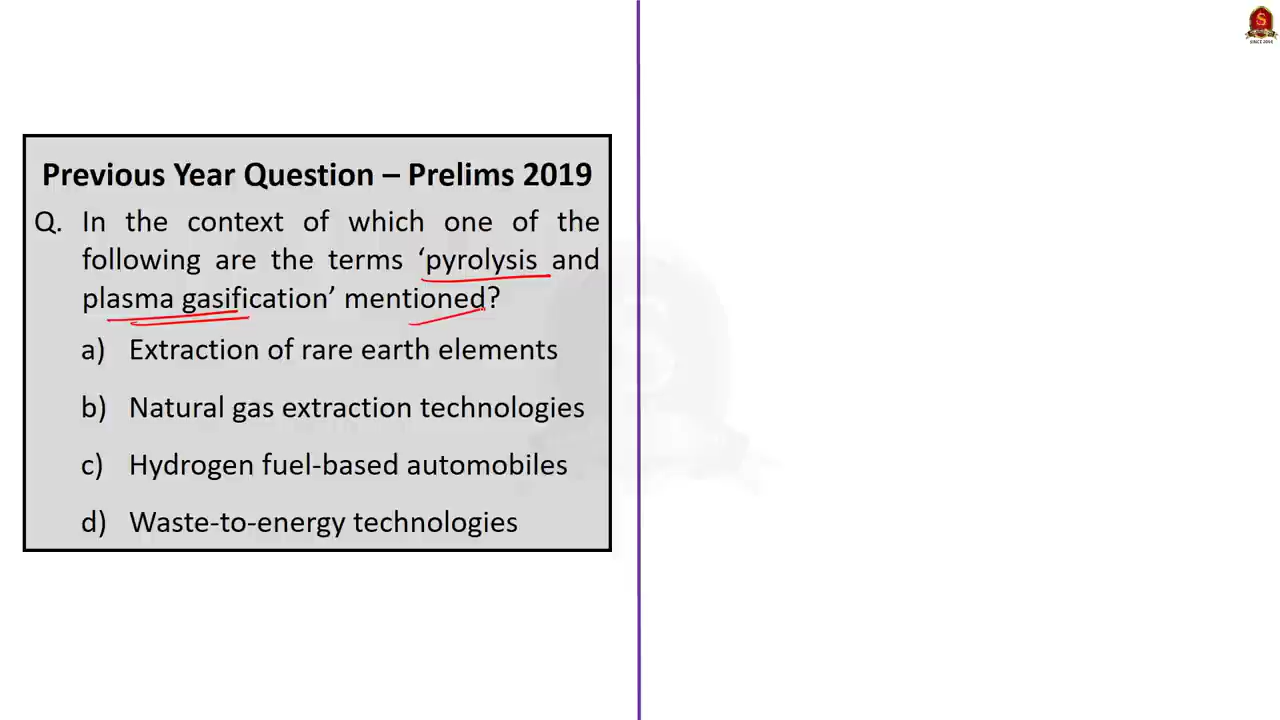 Previous Year Question – Prelims 2019
Q. In the context of which one of the
following are the terms ‘pyrolysis and
plasma gasification’ mentioned?
a) Extraction of rare earth elements
b) Natural gas extraction technologies
c) Hydrogen fuel-based automobiles
d) Waste-to-energy technologies
S